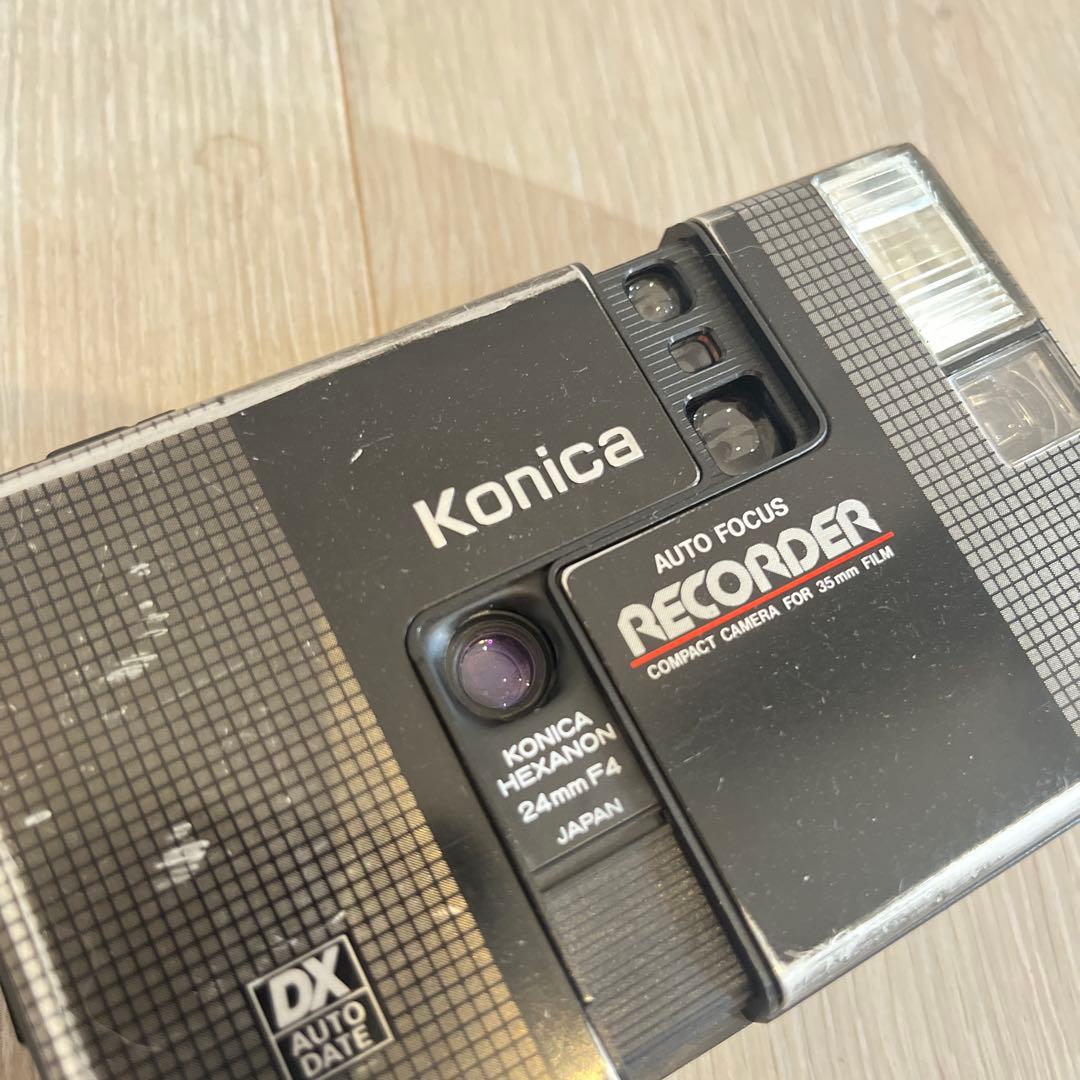 Konica
AUTO FOCUS
RECORDER
COMPACT CAMERA FOR 35mm FILM
KONICA
HEXANON
24mm F4
JAPAN
DX
AUTO
DATE